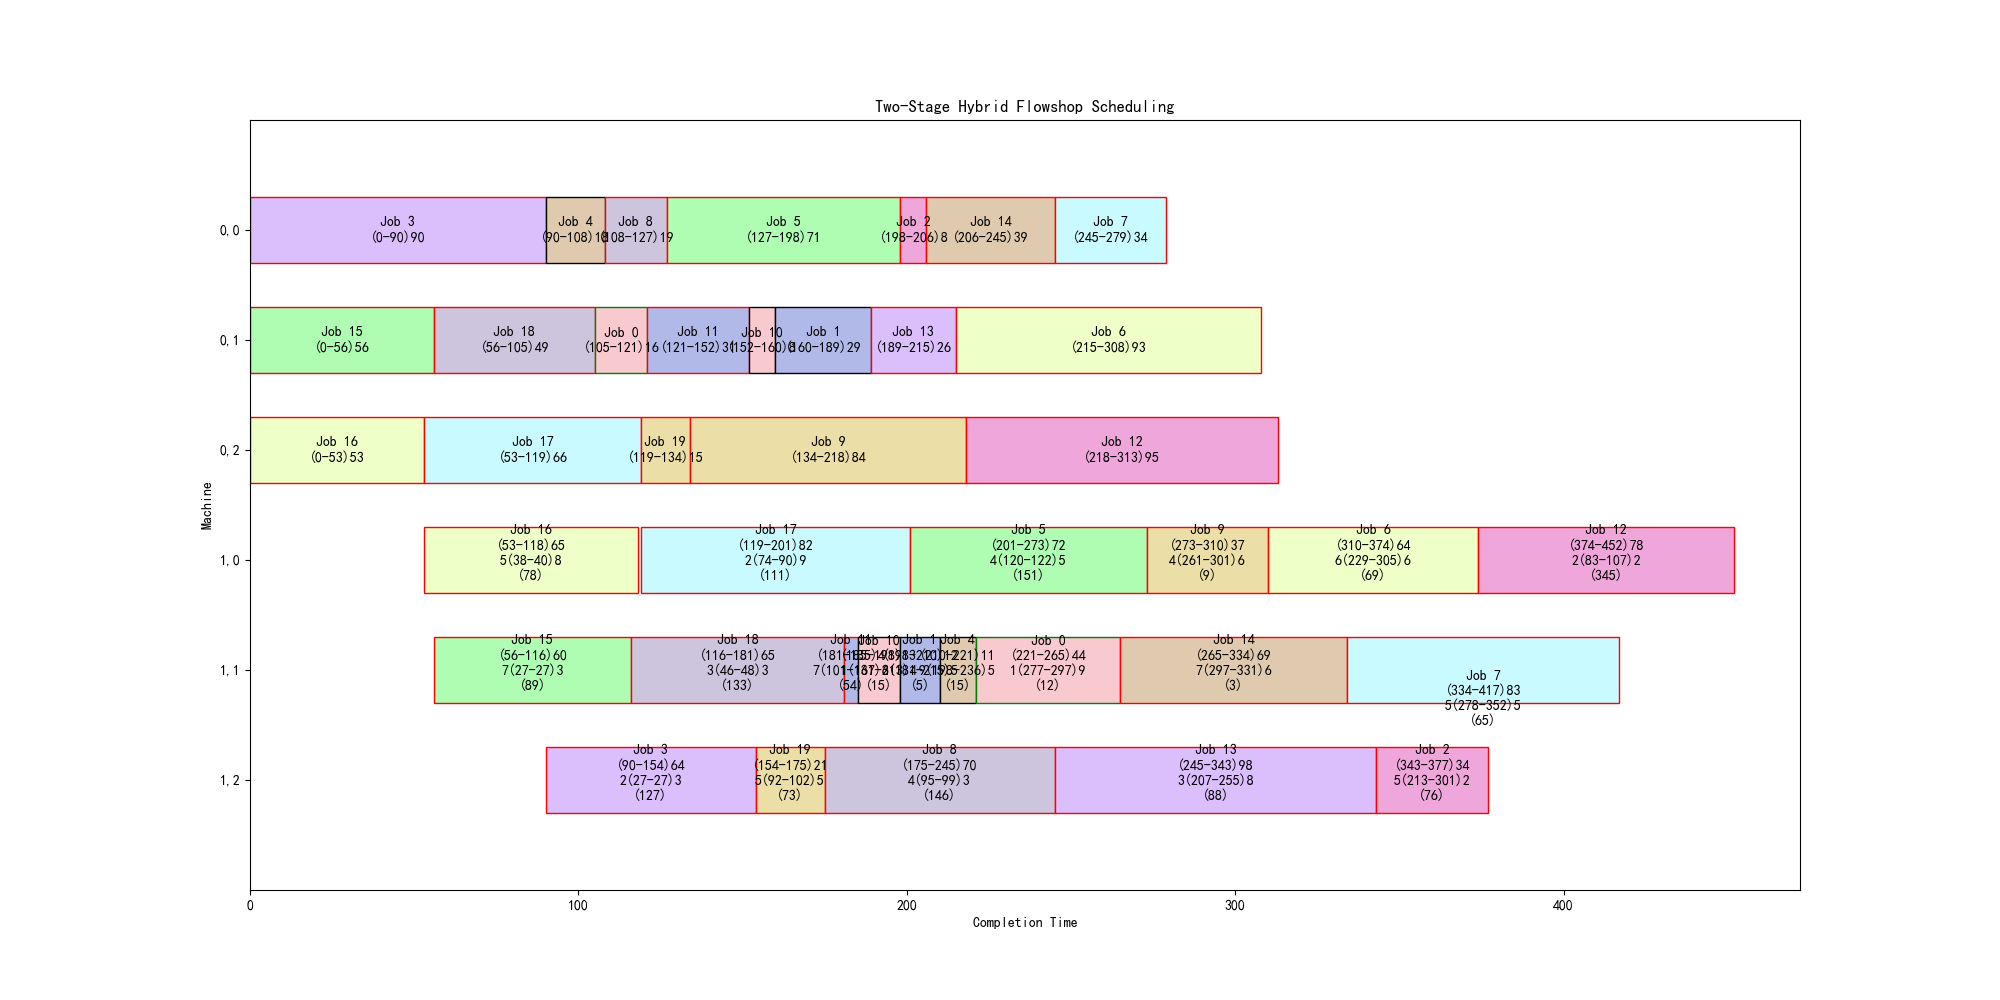 Two-Stage Hybrid Flowshop Scheduling
Machine
0,0
Job 3
(0-90)90
Job 4
(90-108)18
Job 8
(108-127)19
Job 5
(127-198)71
Job 2
(198-206)8
Job 14
(206-245)39
Job 7
(245-279)34
0,1
Job 15
(0-56)56
Job 18
(56-105)49
Job 0
(105-121)16
Job 11
(121-152)31
Job 10
(152-160)8
Job 1
(160-189)29
Job 13
(189-215)26
Job 6
(215-308)93
0,2
Job 16
(0-53)53
Job 17
(53-119)66
Job 19
(119-134)15
Job 9
(134-218)84
Job 12
(218-313)95
1,0
Job 16
(53-118)65
5(38-40)8
(78)
Job 17
(119-201)82
2(74-90)9
(111)
Job 5
(201-273)72
4(120-122)5
(151)
Job 9
(273-310)37
4(261-301)6
(9)
Job 6
(310-374)64
6(229-305)6
(69)
Job 12
(374-452)78
2(83-107)2
(345)
1,1
Job 15
(56-116)60
7(27-27)3
(89)
Job 18
(116-181)65
3(46-48)3
(133)
Job 11
(54)
Job 10
(15)
Job 1
(5)
Job 4
(15)
Job 0
(221-265)44
1(277-297)9
(12)
Job 14
(265-334)69
7(297-331)6
(3)
Job 7
(334-417)83
5(278-352)5
(65)
1,2
Job 3
(90-154)64
2(27-27)3
(127)
Job 19
(154-175)21
5(92-102)5
(73)
Job 8
(175-245)70
4(95-99)3
(146)
Job 13
(245-343)98
3(207-255)8
(88)
Job 2
(343-377)34
5(213-301)2
(76)
0
100
200
300
400
Completion Time